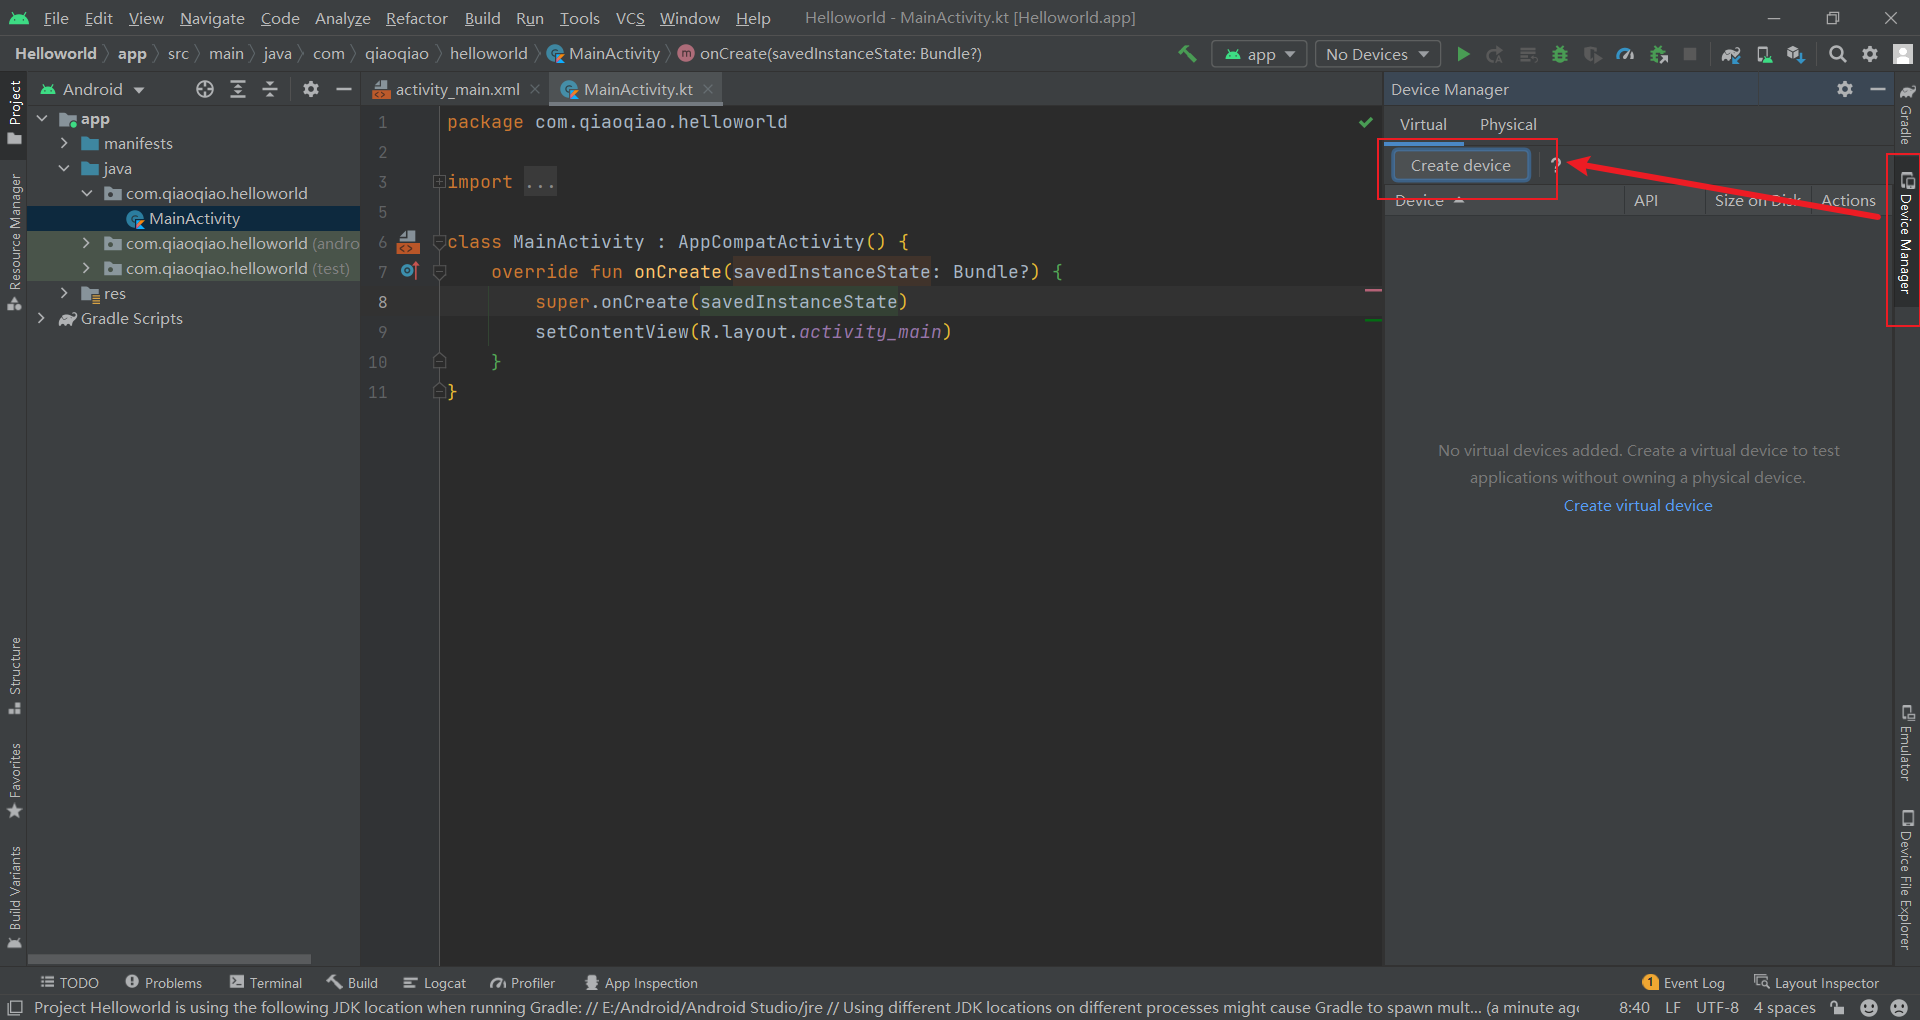 File Edit View Navigate Code Analyze Refactor Build Run Tools VCS Window Help Helloworld - MainActivity.kt [Helloworld.app]
Helloworld app src main java com qiaoqiao helloworld MainActivity m onCreate(savedInstanceState: Bundle?) app No Devices
Project
Resource Manager
Structure
Favorites
Build Variants
Android
app
manifests
java
com.qiaoqiao.helloworld
MainActivity
com.qiaoqiao.helloworld (andro
com.qiaoqiao.helloworld (test)
res
Gradle Scripts
activity_main.xml MainActivity.kt
1 package com.qiaoqiao.helloworld
2
3 import ...
5
6 class MainActivity : AppCompatActivity() {
7 override fun onCreate(savedInstanceState: Bundle?) {
8 super.onCreate(savedInstanceState)
9 setContentView(R.layout.activity_main)
10 }
11 }
Device Manager
Virtual Physical
Create device ?
Device API Size on Disk Actions
No virtual devices added. Create a virtual device to test
applications without owning a physical device.
Create virtual device
Gradle
Device Manager
Emulator
Device File Explorer
TODO Problems Terminal Build Logcat Profiler App Inspection 1 Event Log Layout Inspector
Project Helloworld is using the following JDK location when running Gradle: // E:/Android/Android Studio/jre // Using different JDK locations on different processes might cause Gradle to spawn mult... (a minute agc 8:40 LF UTF-8 4 spaces